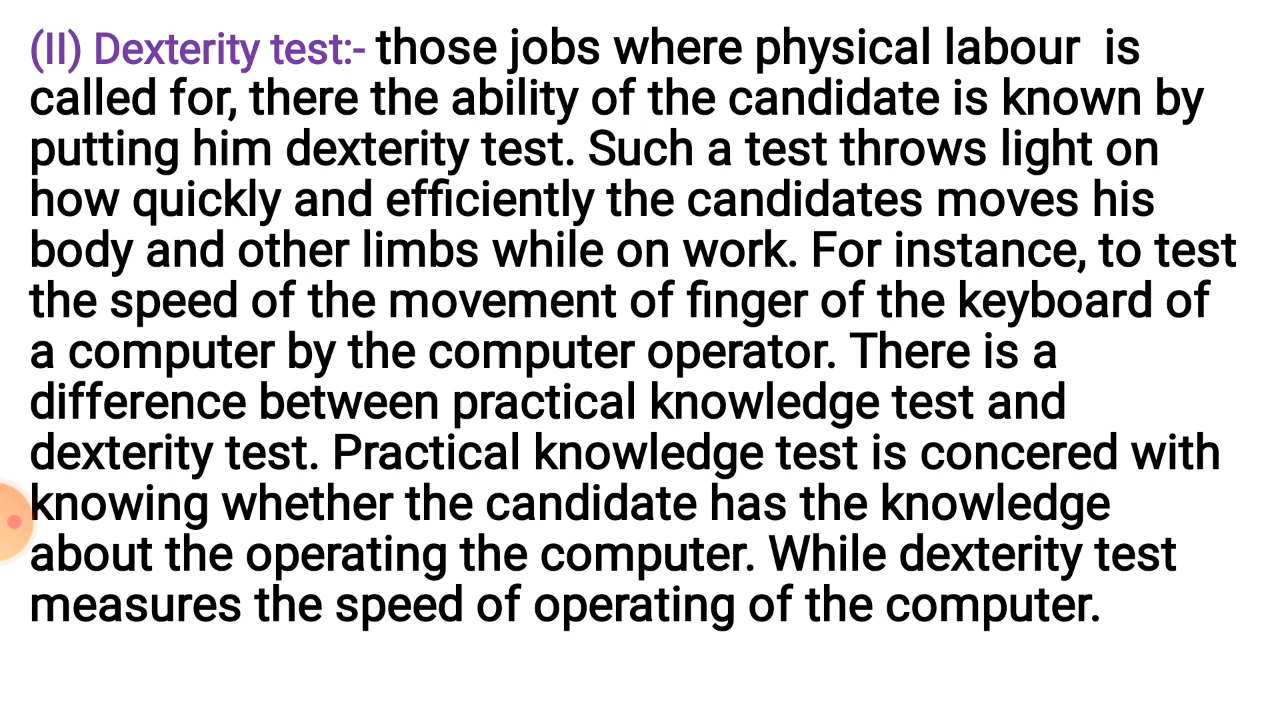 (II) Dexterity test:- those jobs where physical labour  is
called for, there the ability of the candidate is known by
putting him dexterity test. Such a test throws light on
how quickly and efficiently the candidates moves his
body and other limbs while on work. For instance, to test
the speed of the movement of finger of the keyboard of
a computer by the computer operator. There is a
difference between practical knowledge test and
dexterity test. Practical knowledge test is concered with
knowing whether the candidate has the knowledge
about the operating the computer. While dexterity test
measures the speed of operating of the computer.